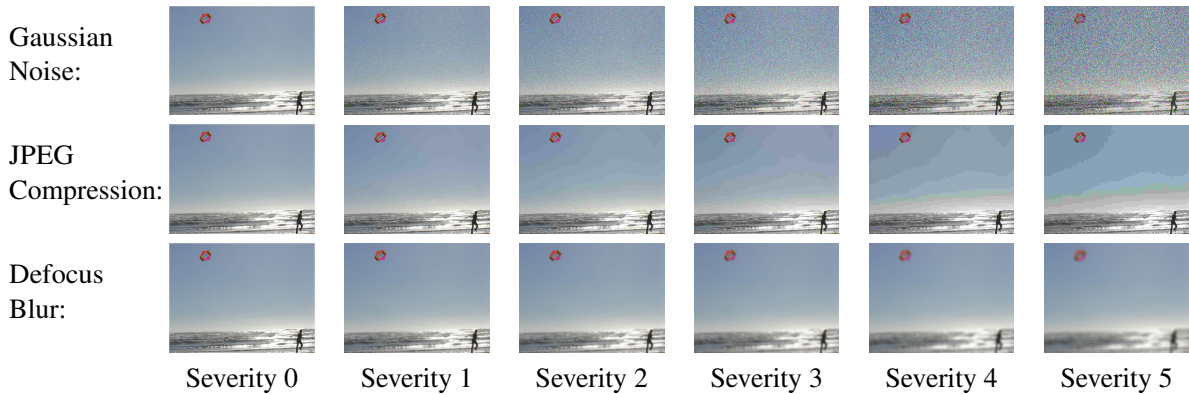 Gaussian
Noise:
JPEG
Compression:
Defocus
Blur:
Severity 0 Severity 1 Severity 2 Severity 3 Severity 4 Severity 5